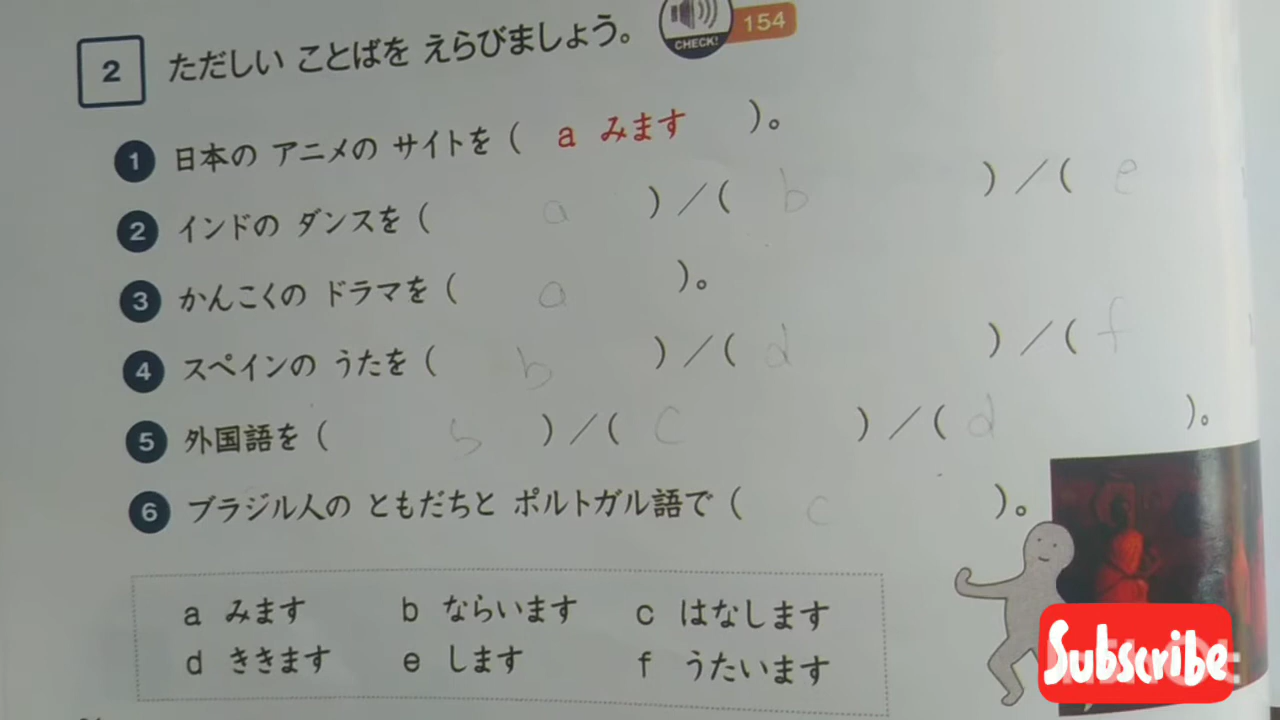 2 ただしい ことばを えらびましょう。 CHECK! 154
1 日本の アニメの サイトを ( a みます )。
2 インドの ダンスを ( a ) / ( b ) / ( e
3 かんこくの ドラマを ( a )。
4 スペインの うたを ( b ) / ( d ) / ( f
5 外国語を ( b ) / ( c ) / ( d )。
6 ブラジル人の ともだちと ポルトガル語で ( c )。
a みます b ならいます c はなします
d ききます e します f うたいます
Subscribe